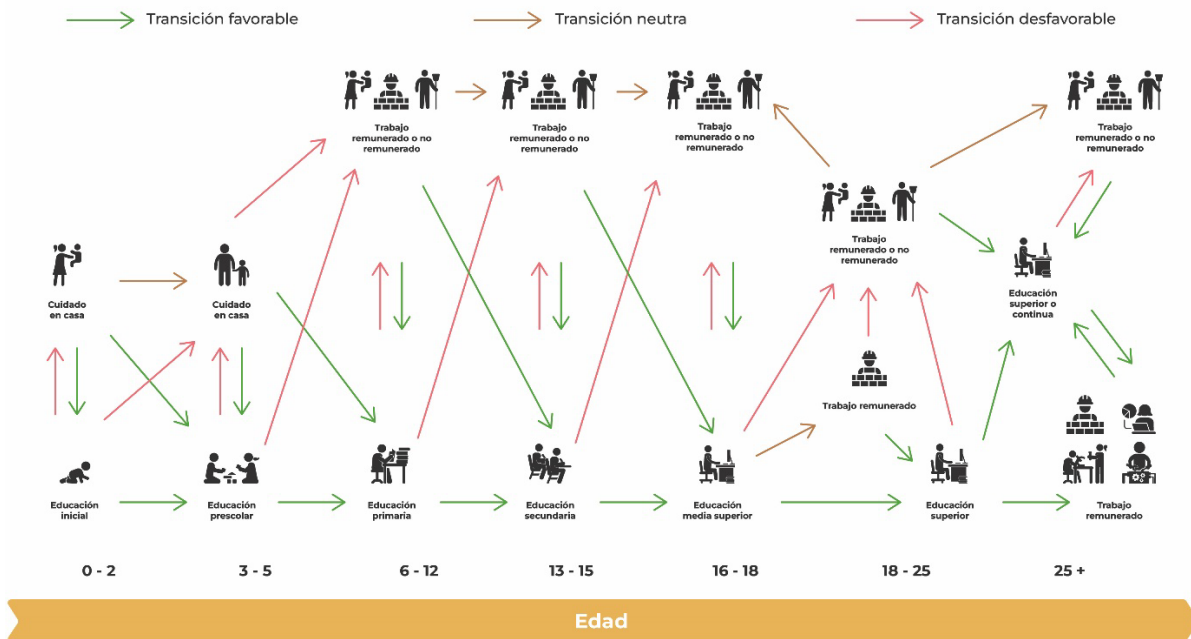 Transición favorable
Transición neutra
Transición desfavorable
Trabajo
remunerado o no
remunerado
Trabajo
remunerado o no
remunerado
Trabajo
remunerado o no
remunerado
Trabajo
remunerado o no
remunerado
Trabajo
remunerado o no
remunerado
Cuidado
en casa
Cuidado
en casa
Educación
superior o
continua
Trabajo remunerado
Educación
inicial
Educación
prescolar
Educación
primaria
Educación
secundaria
Educación
media superior
Educación
superior
Trabajo
remunerado
0 - 2
3 - 5
6 - 12
13 - 15
16 - 18
18 - 25
25 +
Edad